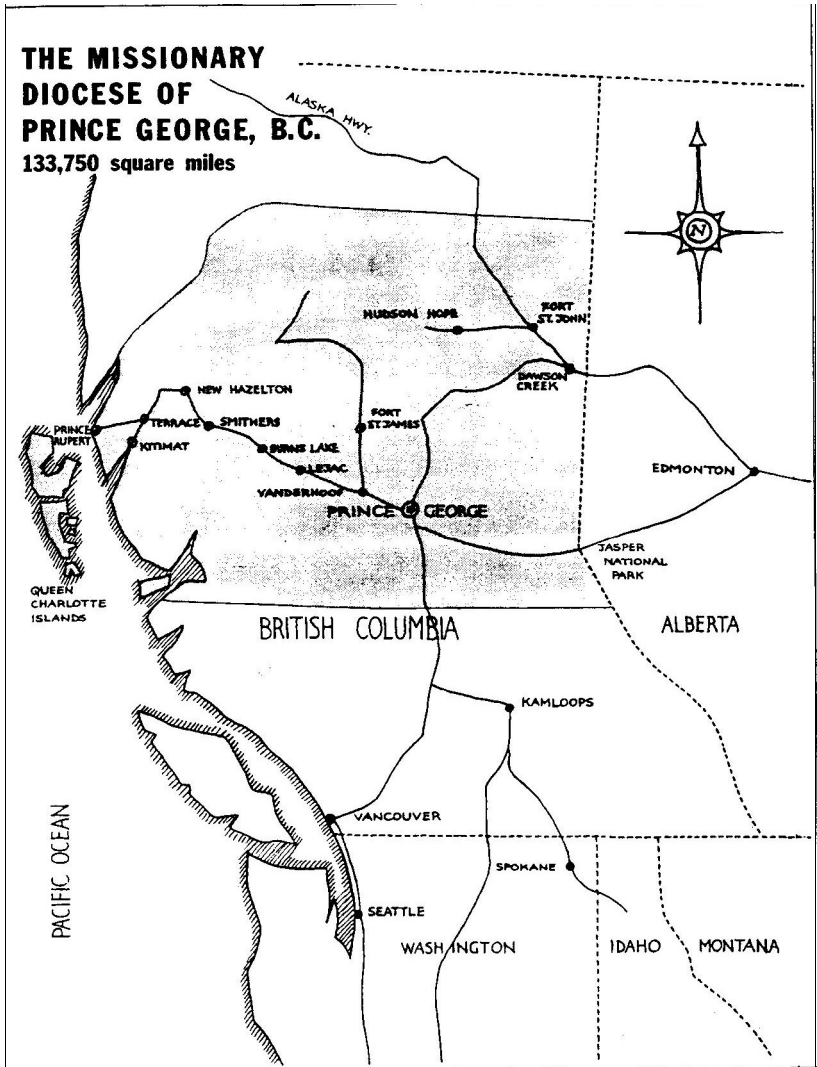 THE MISSIONARY
DIOCESE OF
PRINCE GEORGE, B.C.
133,750 square miles
ALASKA HWY.
N
HUDSON HOPE
FORT
ST. JOHN
DAWSON
CREEK
NEW HAZELTON
PRINCE
RUPERT
TERRACE
SMITHERS
KITIMAT
FORT
ST. JAMES
BURNS LAKE
LEJAC
VANDERHOOF
PRINCE GEORGE
EDMONTON
JASPER
NATIONAL
PARK
QUEEN
CHARLOTTE
ISLANDS
BRITISH COLUMBIA
ALBERTA
KAMLOOPS
VANCOUVER
PACIFIC OCEAN
SPOKANE
SEATTLE
WASHINGTON
IDAHO
MONTANA